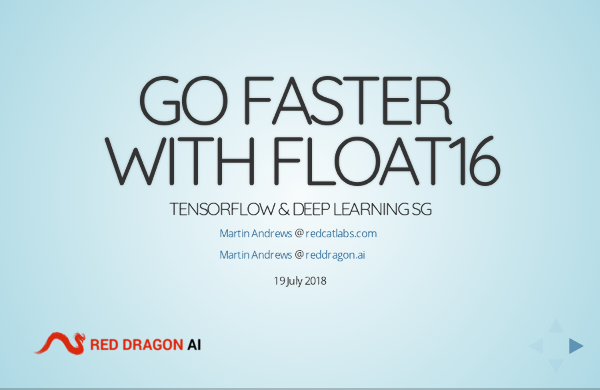 GO FASTER
WITH FLOAT16
TENSORFLOW & DEEP LEARNING SG
Martin Andrews @ redcatlabs.com
Martin Andrews @ reddragon.ai
19 July 2018
RED DRAGON AI